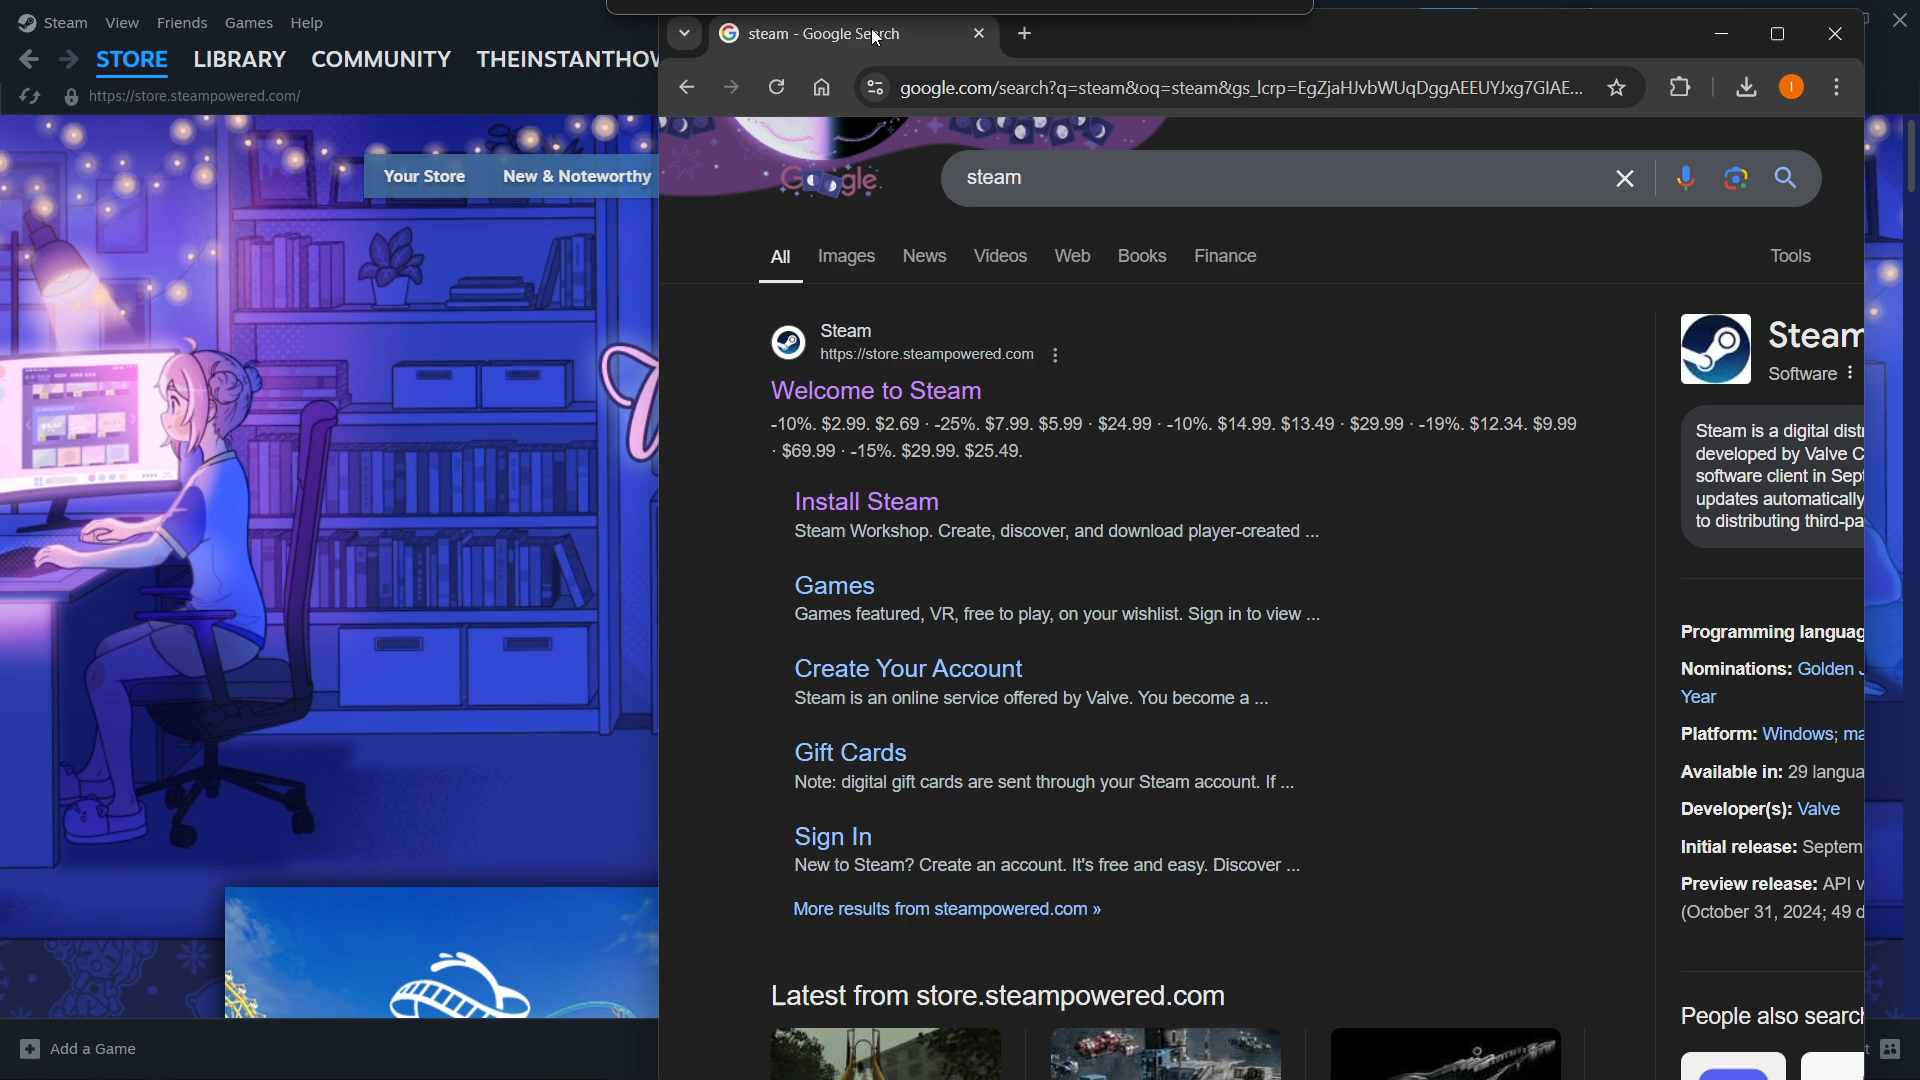 Steam View Friends Games Help
STORE LIBRARY COMMUNITY THEINSTANTHOW
https://store.steampowered.com/
Your Store New & Noteworthy
steam - Google Search
google.com/search?q=steam&oq=steam&gs_lcrp=EgZjaHJvbWUqDggAEEUYJxg7GIAE...
I
Google
steam
All Images News Videos Web Books Finance Tools
Steam
https://store.steampowered.com
Welcome to Steam
-10%. $2.99. $2.69 · -25%. $7.99. $5.99 · $24.99 · -10%. $14.99. $13.49 · $29.99 · -19%. $12.34. $9.99
· $69.99 · -15%. $29.99. $25.49.
Install Steam
Steam Workshop. Create, discover, and download player-created ...
Games
Games featured, VR, free to play, on your wishlist. Sign in to view ...
Create Your Account
Steam is an online service offered by Valve. You become a ...
Gift Cards
Note: digital gift cards are sent through your Steam account. If ...
Sign In
New to Steam? Create an account. It's free and easy. Discover ...
More results from steampowered.com »
Latest from store.steampowered.com
Steam
Software
Steam is a digital distr
developed by Valve C
software client in Sept
updates automatically
to distributing third-pa
Programming languag
Nominations: Golden J
Year
Platform: Windows; ma
Available in: 29 langua
Developer(s): Valve
Initial release: Septem
Preview release: API v
(October 31, 2024; 49 d
People also search
Add a Game